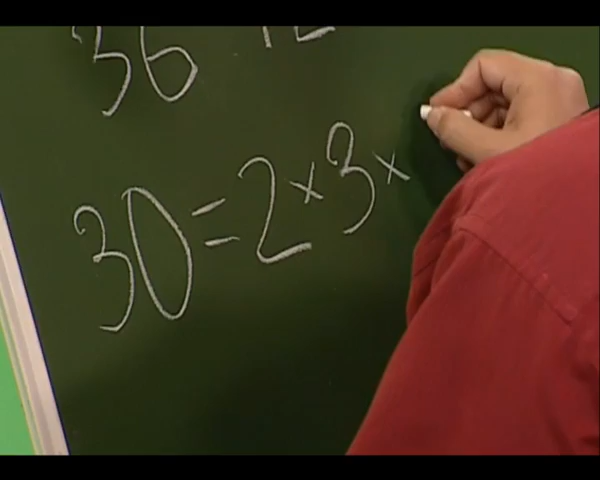 36
30 = 2 × 3 ×